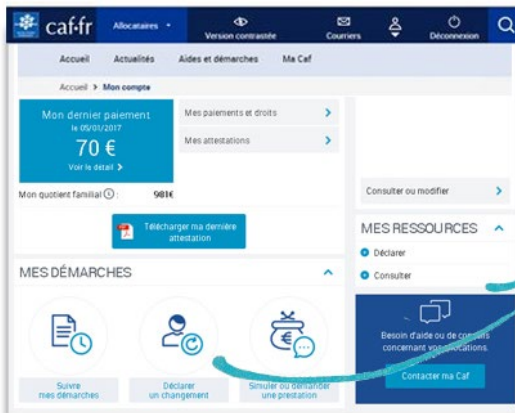 caf.fr
Allocataires
Version contrastée
Courriers
Déconnexion
Accueil Actualités Aides et démarches Ma Caf
Accueil > Mon compte
Mon dernier paiement
le 05/01/2017
70 €
Voir le détail >
Mes paiements et droits >
Mes attestations >
Mon quotient familial ⓘ : 981€
Consulter ou modifier >
Télécharger ma dernière
attestation
MES RESSOURCES
Déclarer
Consulter
MES DÉMARCHES
Suivre
mes démarches
Déclarer
un changement
Simuler ou demander
une prestation
Besoin d'aide ou de conseils
concernant vos allocations.
Contacter ma Caf